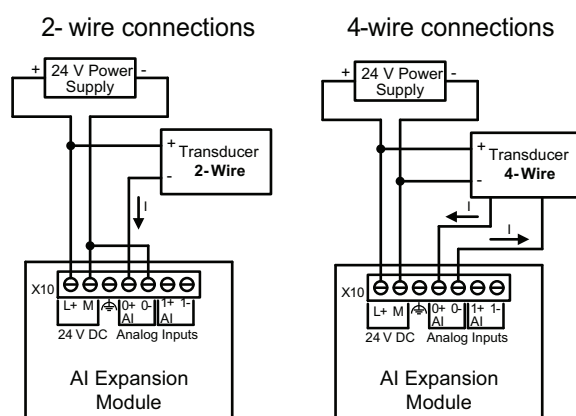 2- wire connections
+ 24 V Power Supply -
+ Transducer
- 2-Wire
I
X10
L+ M 0+ 0- 1+ 1-
AI AI
24 V DC Analog Inputs
AI Expansion
Module
4-wire connections
+ 24 V Power Supply -
+ Transducer
- 4-Wire
I I
X10
L+ M 0+ 0- 1+ 1-
AI AI
24 V DC Analog Inputs
AI Expansion
Module